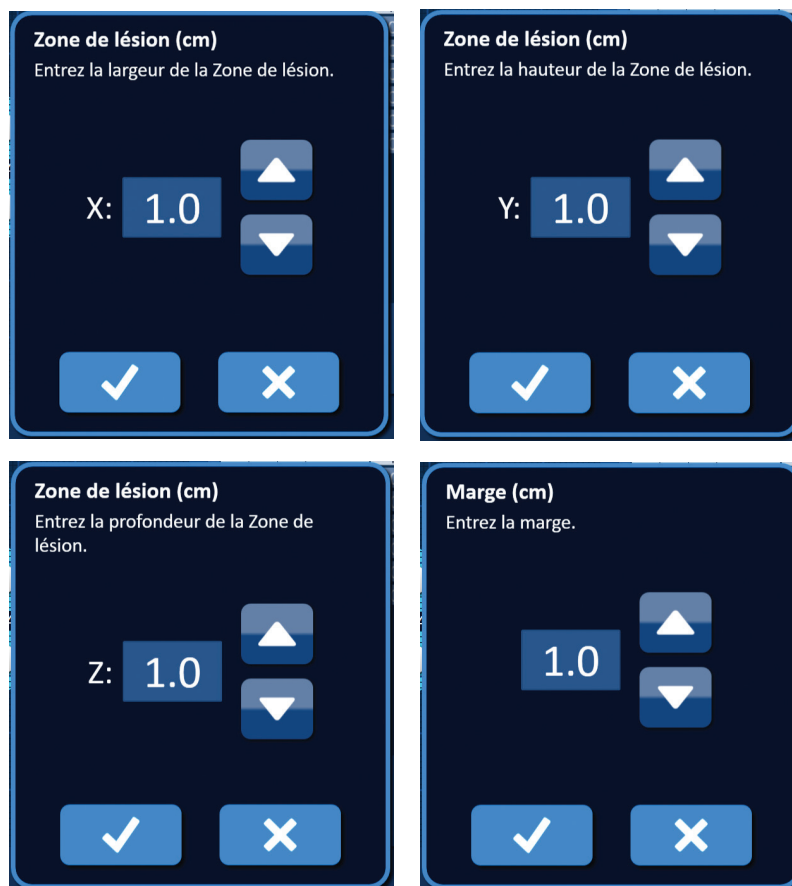 Zone de lésion (cm)
Entrez la largeur de la Zone de lésion.
X: 1.0
Zone de lésion (cm)
Entrez la hauteur de la Zone de lésion.
Y: 1.0
Zone de lésion (cm)
Entrez la profondeur de la Zone de
lésion.
Z: 1.0
Marge (cm)
Entrez la marge.
1.0